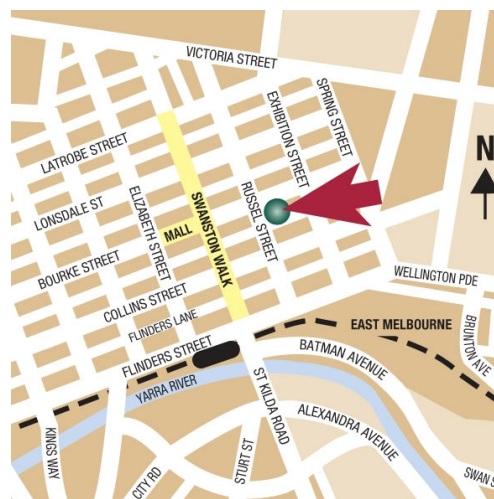 VICTORIA STREET
SPRING STREET
EXHIBITION STREET
LATROBE STREET
N
LONSDALE ST
ELIZABETH STREET
SWANSTON WALK
RUSSEL STREET
MALL
BOURKE STREET
COLLINS STREET
WELLINGTON PDE
FLINDERS LANE
EAST MELBOURNE
BRUNTON AVE
FLINDERS STREET
BATMAN AVENUE
YARRA RIVER
ST KILDA ROAD
ALEXANDRA AVENUE
KINGS WAY
STURT ST
CITY RD
SWAN S